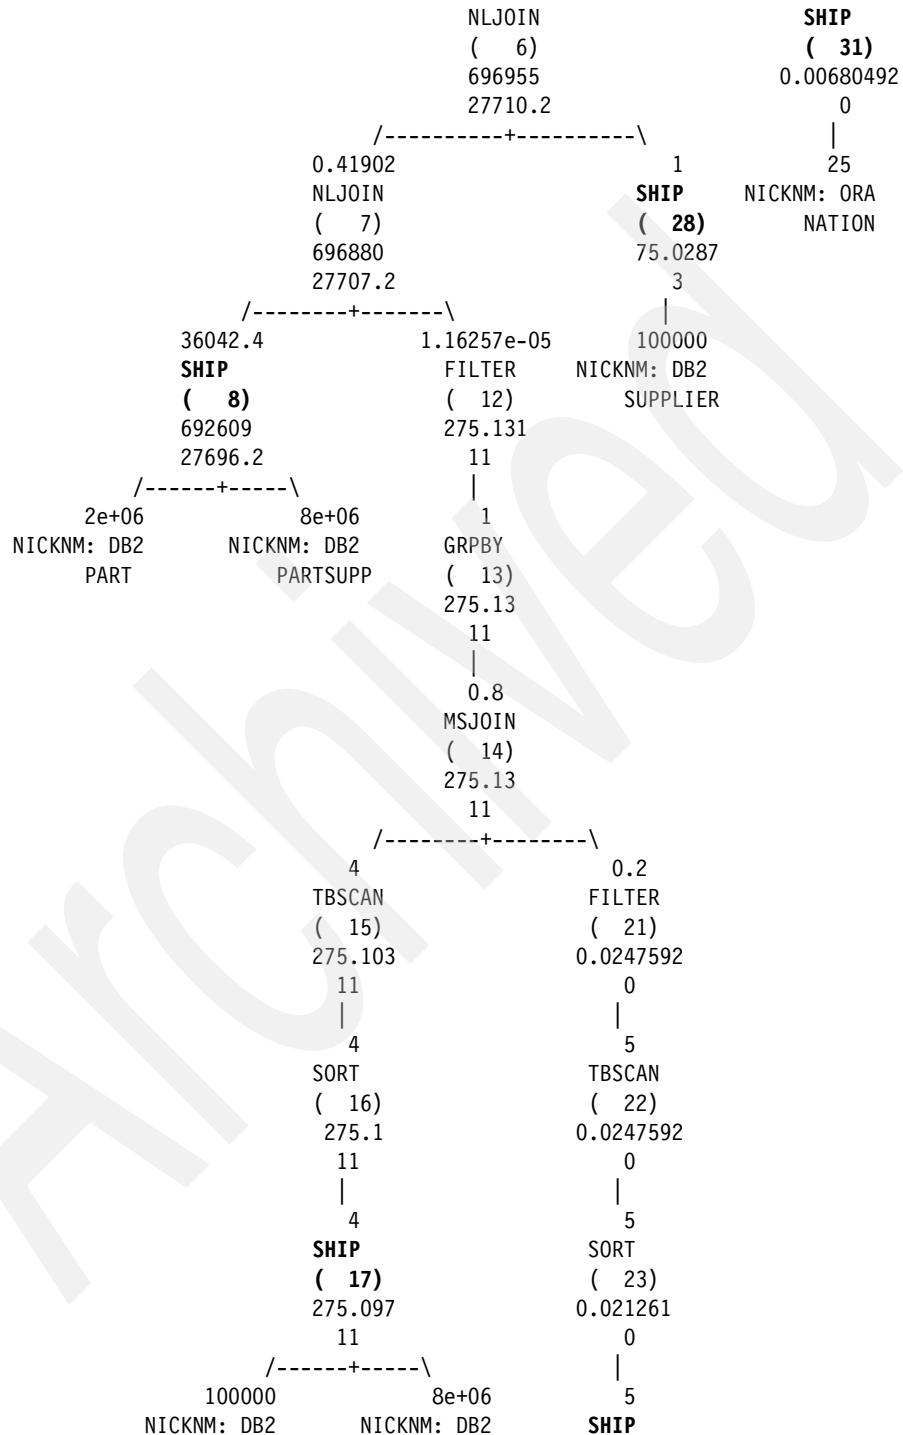 NLJOIN SHIP
( 6) ( 31)
696955 0.00680492
27710.2 0
/----------+----------\ |
0.41902 1 25
NLJOIN SHIP NICKNM: ORA
( 7) ( 28) NATION
696880 75.0287
27707.2 3
/--------+-------\ |
36042.4 1.16257e-05 100000
SHIP FILTER NICKNM: DB2
( 8) ( 12) SUPPLIER
692609 275.131
27696.2 11
/------+-----\ |
2e+06 8e+06 1
NICKNM: DB2 NICKNM: DB2 GRPBY
PART PARTSUPP ( 13)
275.13
11
|
0.8
MSJOIN
( 14)
275.13
11
/--------+--------\
4 0.2
TBSCAN FILTER
( 15) ( 21)
275.103 0.0247592
11 0
| |
4 5
SORT TBSCAN
( 16) ( 22)
275.1 0.0247592
11 0
| |
4 5
SHIP SORT
( 17) ( 23)
275.097 0.021261
11 0
/------+-----\ |
100000 8e+06 5
NICKNM: DB2 NICKNM: DB2 SHIP
Archived